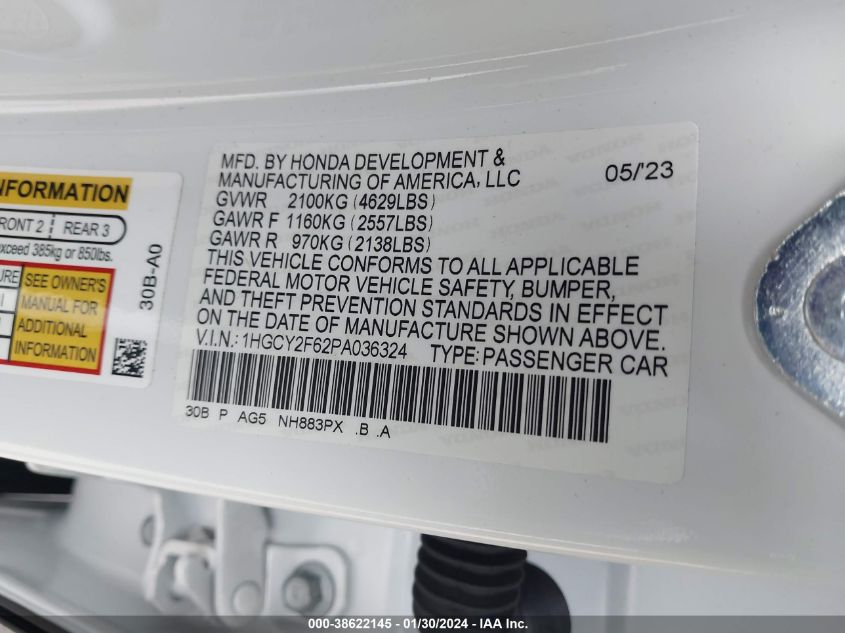 MFD. BY HONDA DEVELOPMENT &
MANUFACTURING OF AMERICA, LLC 05/'23
GVWR 2100KG (4629LBS)
GAWR F 1160KG (2557LBS)
GAWR R 970KG (2138LBS)
THIS VEHICLE CONFORMS TO ALL APPLICABLE
FEDERAL MOTOR VEHICLE SAFETY, BUMPER,
AND THEFT PREVENTION STANDARDS IN EFFECT
ON THE DATE OF MANUFACTURE SHOWN ABOVE.
V.I.N.: 1HGCY2F62PA036324 TYPE: PASSENGER CAR
30B P AG5 NH883PX .B .A
INFORMATION
FRONT 2 REAR 3
exceed 385kg or 850lbs.
SEE OWNER'S
MANUAL FOR
ADDITIONAL
INFORMATION
30B-A0
000-38622145 - 01/30/2024 - IAA Inc.